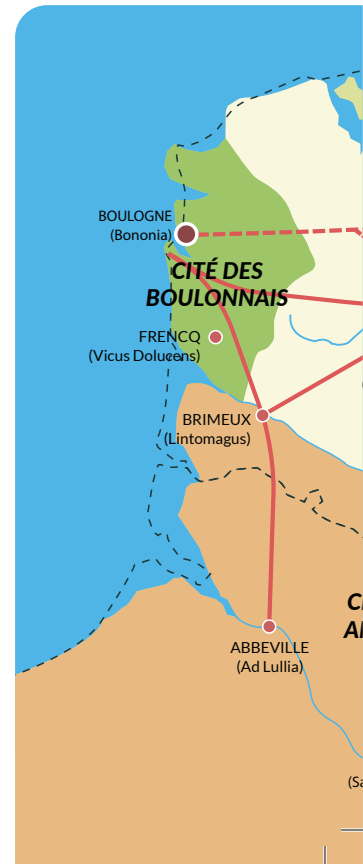 BOULOGNE
(Bononia)
CITÉ DES
BOULONNAIS
FRENCQ
(Vicus Dolucens)
BRIMEUX
(Lintomagus)
ABBEVILLE
(Ad Lullia)